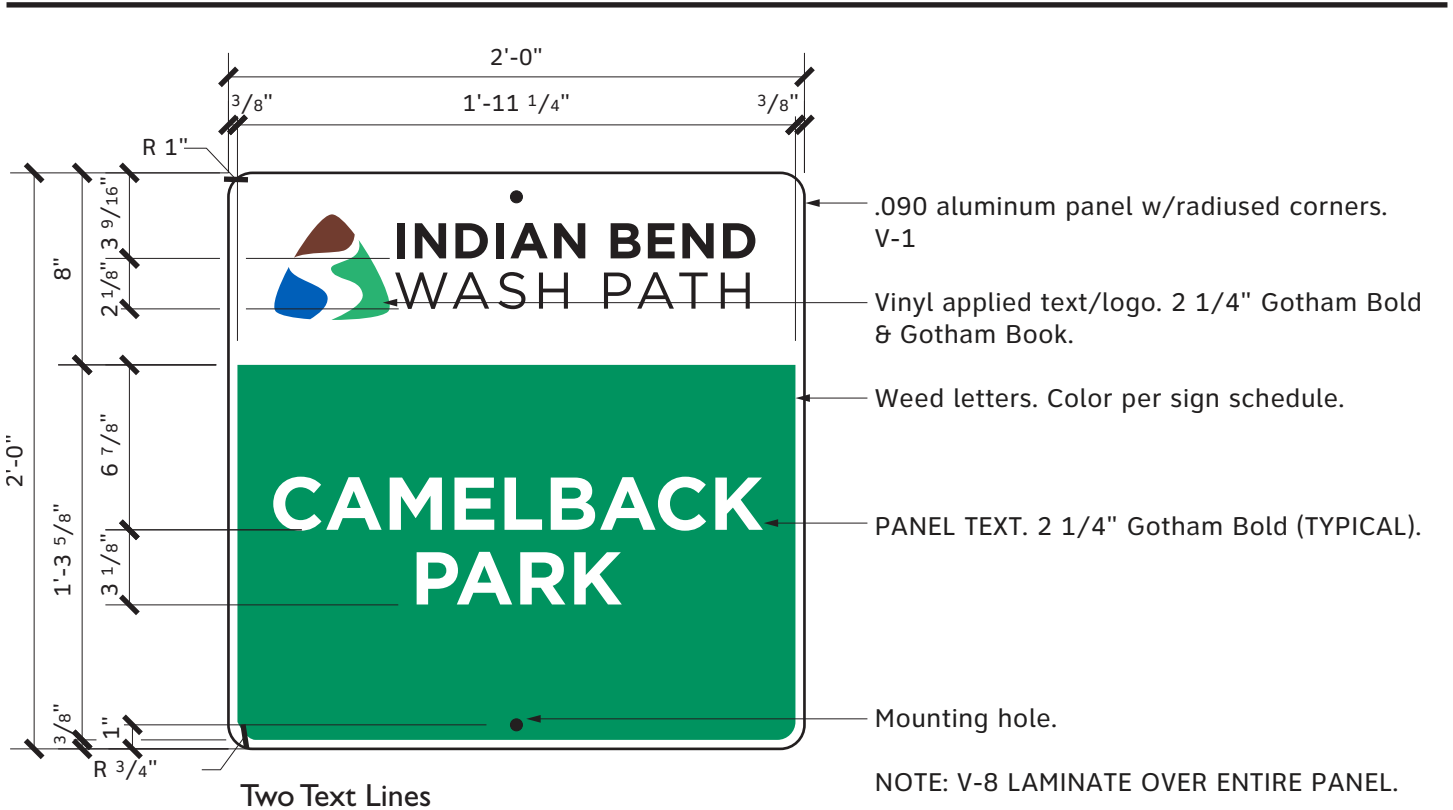 2'-0"
3/8" 1'-11 1/4" 3/8"
R 1"
3 9/16"
8"
2 1/8"
INDIAN BEND
WASH PATH
.090 aluminum panel w/radiused corners.
V-1
Vinyl applied text/logo. 2 1/4" Gotham Bold
& Gotham Book.
Weed letters. Color per sign schedule.
2'-0"
6 7/8"
1'-3 5/8"
3 1/8"
CAMELBACK
PARK
PANEL TEXT. 2 1/4" Gotham Bold (TYPICAL).
3/8"
1"
R 3/4"
Mounting hole.
NOTE: V-8 LAMINATE OVER ENTIRE PANEL.
Two Text Lines